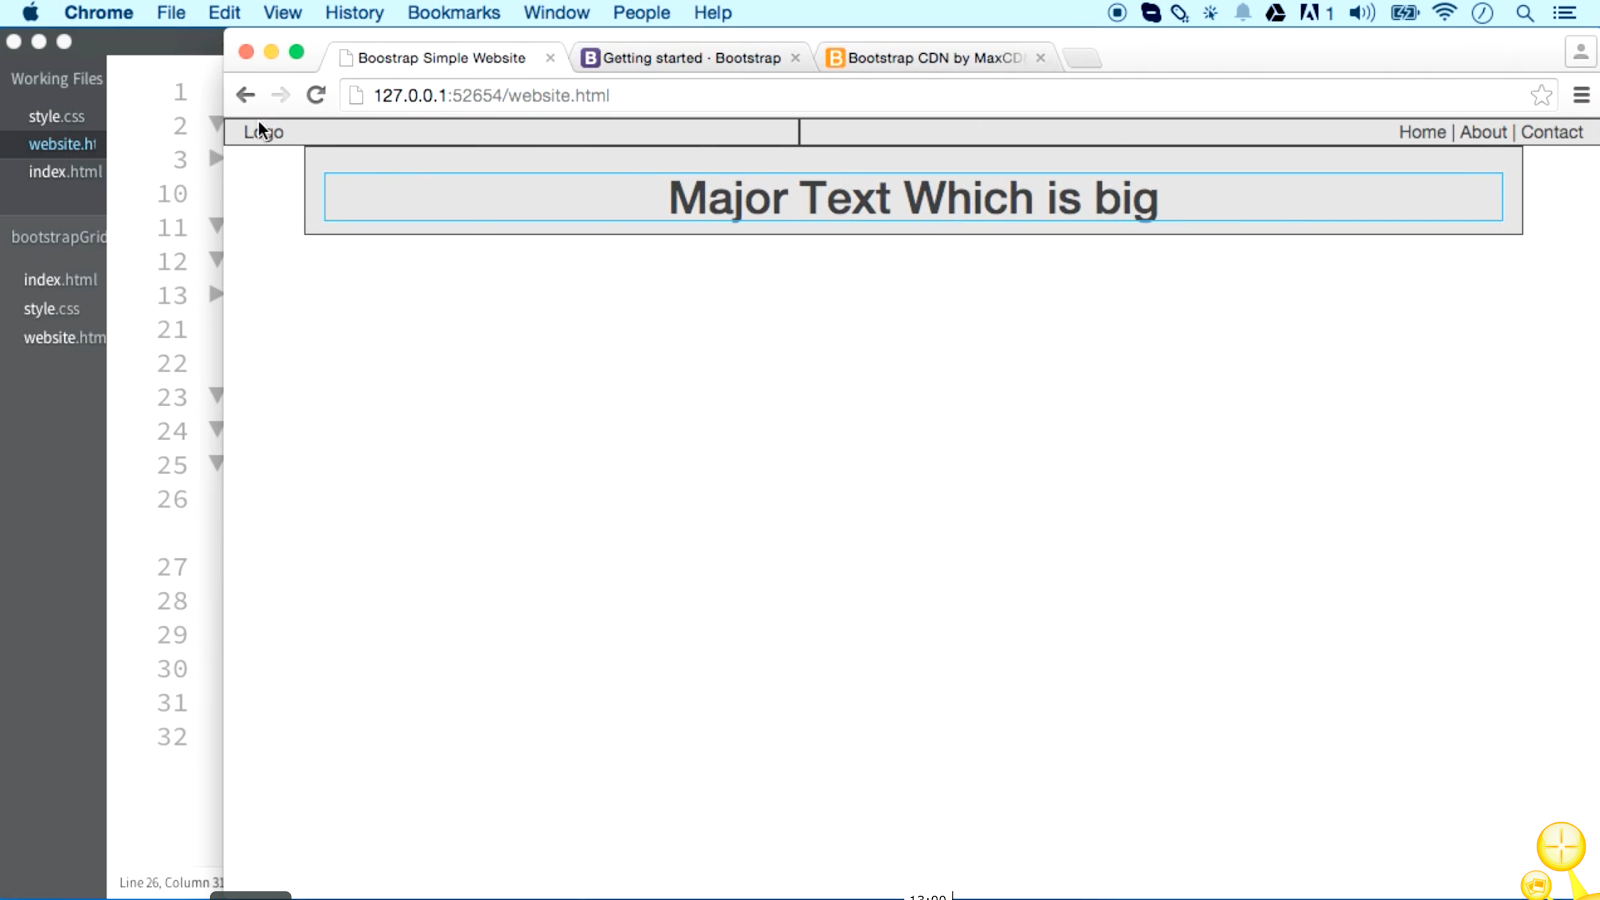 Chrome File Edit View History Bookmarks Window People Help 1
Working Files
style.css
website.ht
index.html
bootstrapGrid
index.html
style.css
website.htm
1
2
3
10
11
12
13
21
22
23
24
25
26
27
28
29
30
31
32
Line 26, Column 31
Boostrap Simple Website
Getting started · Bootstrap
Bootstrap CDN by MaxCD
127.0.0.1:52654/website.html
Logo
Home | About | Contact
Major Text Which is big